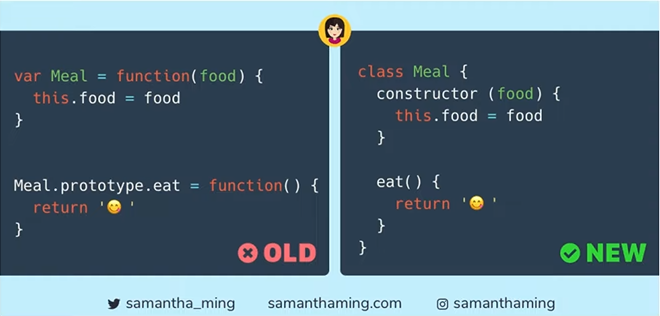 var Meal = function(food) {
  this.food = food
}
Meal.prototype.eat = function() {
  return '😋 '
}
OLD
class Meal {
  constructor (food) {
    this.food = food
  }
  eat() {
    return '😋 '
  }
}
NEW
samantha_ming samanthaming.com samanthaming